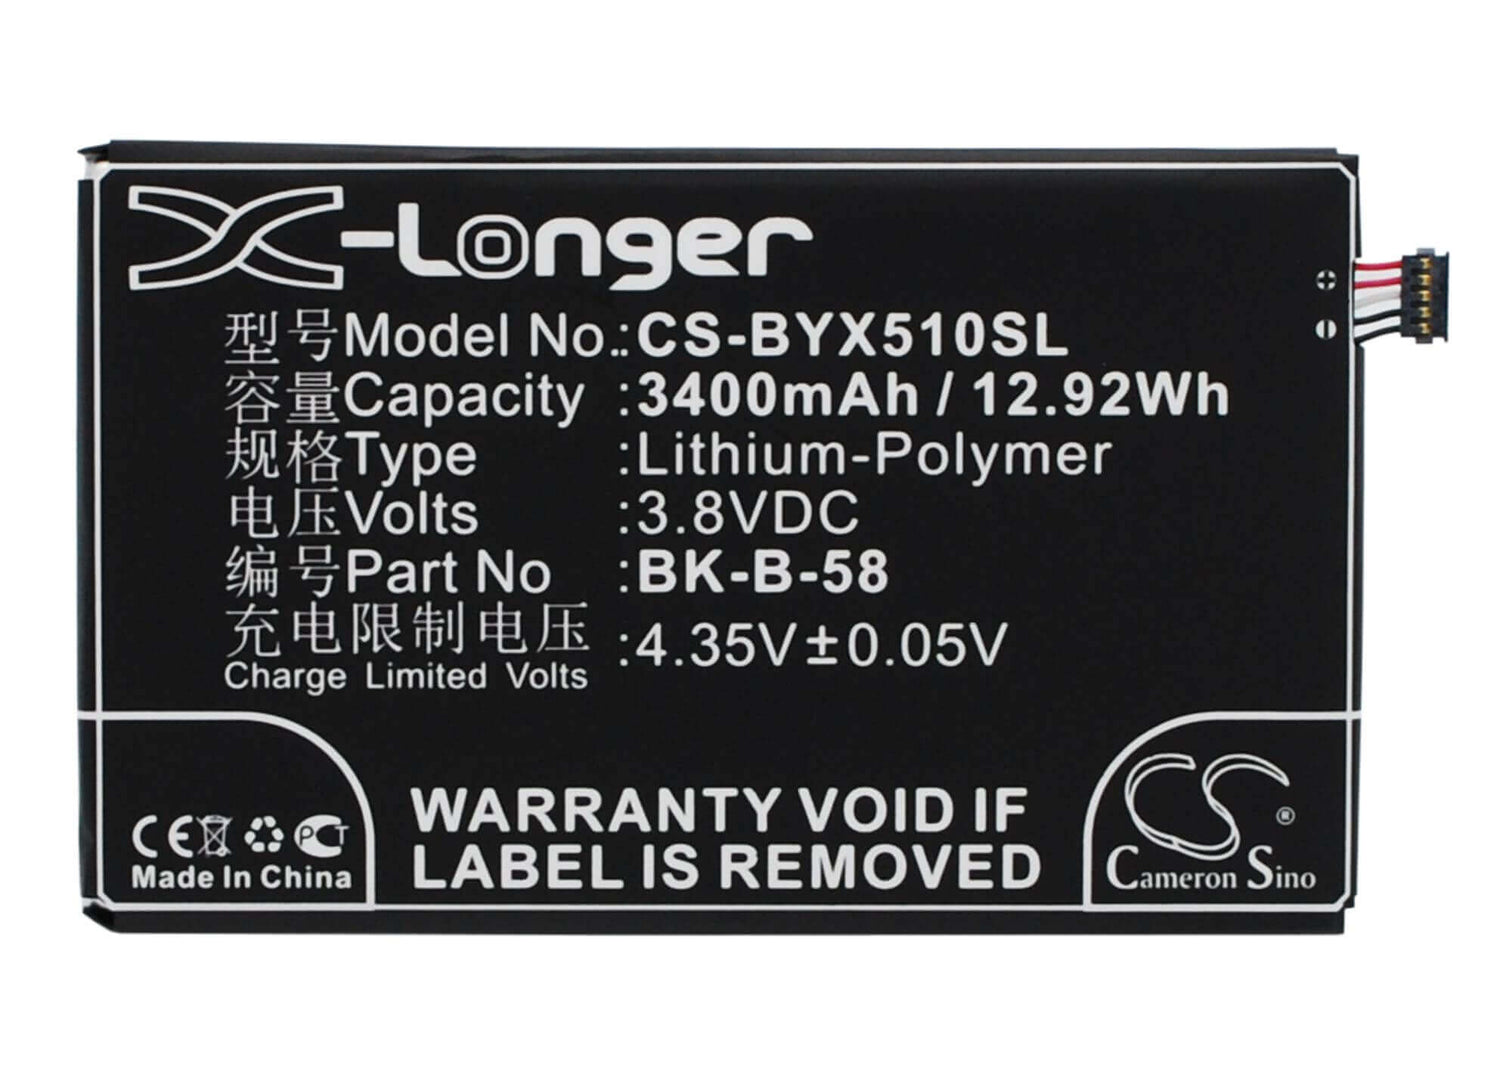 X-Longer
型号Model No.:CS-BYX510SL
容量Capacity :3400mAh / 12.92Wh
规格Type :Lithium-Polymer
电压Volts :3.8VDC
编号Part No :BK-B-58
充电限制电压 :4.35V±0.05V
Charge Limited Volts
WARRANTY VOID IF
LABEL IS REMOVED
CE PCT
Made In China
CS ®
Cameron Sino